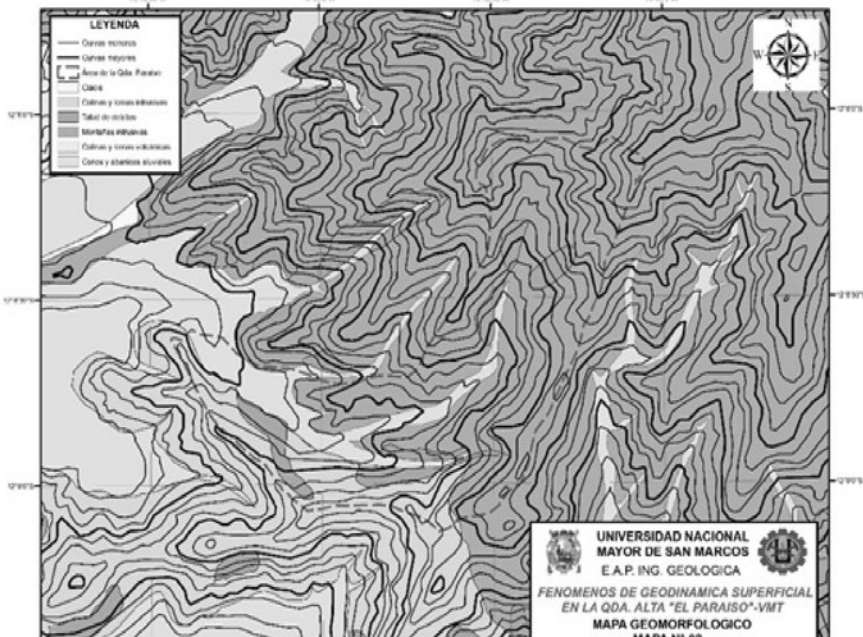 LEYENDA
Curvas menores
Curvas mayores
Área de la Qda. Paraiso
Colinas y lomas intrusivas
Talud de detritos
Montañas intrusivas
Colinas y lomas volcánicas
Conos y abanicos aluviales
N
W
E
S
UNIVERSIDAD NACIONAL
MAYOR DE SAN MARCOS
E.A.P. ING. GEOLOGICA
FENOMENOS DE GEODINAMICA SUPERFICIAL
EN LA QDA. ALTA "EL PARAISO"-VMT
MAPA GEOMORFOLOGICO